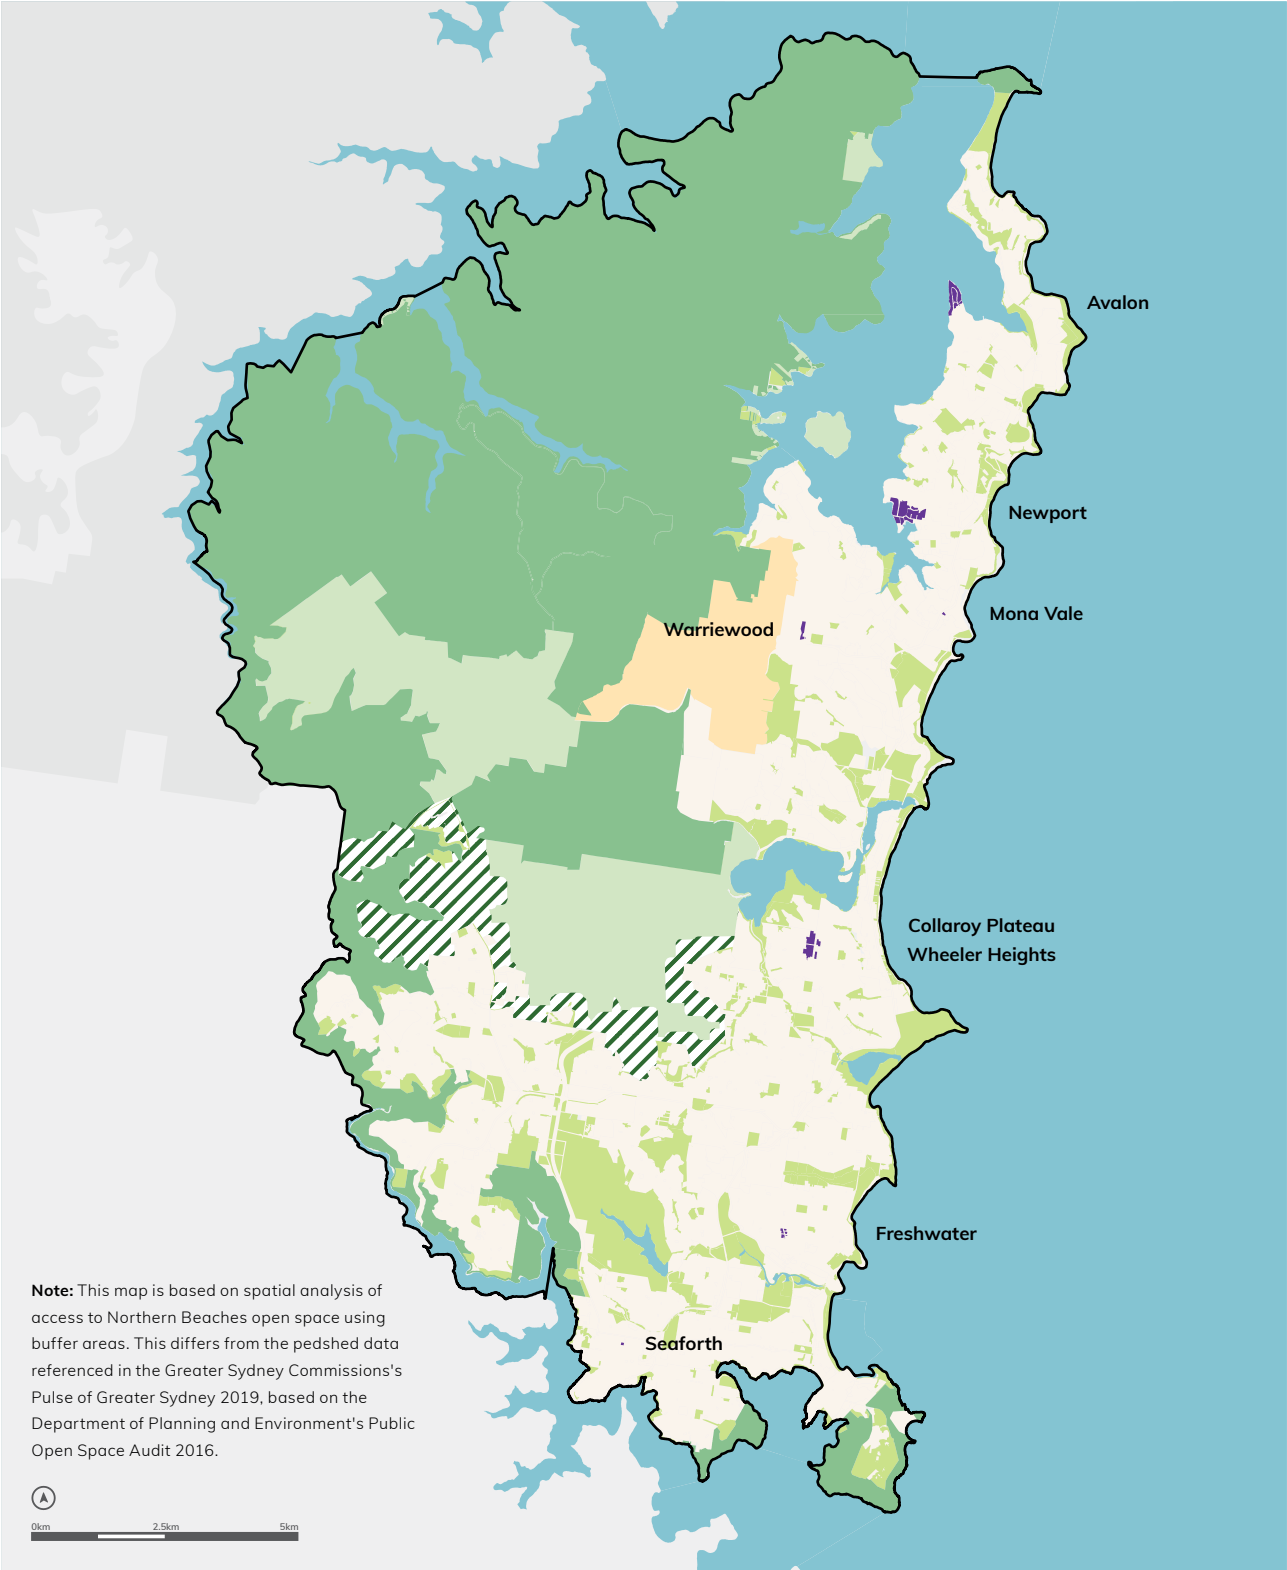 Avalon
Newport
Mona Vale
Warriewood
Collaroy Plateau
Wheeler Heights
Freshwater
Seaforth
Note: This map is based on spatial analysis of
access to Northern Beaches open space using
buffer areas. This differs from the pedshed data
referenced in the Greater Sydney Commissions's
Pulse of Greater Sydney 2019, based on the
Department of Planning and Environment's Public
Open Space Audit 2016.
0km 2.5km 5km